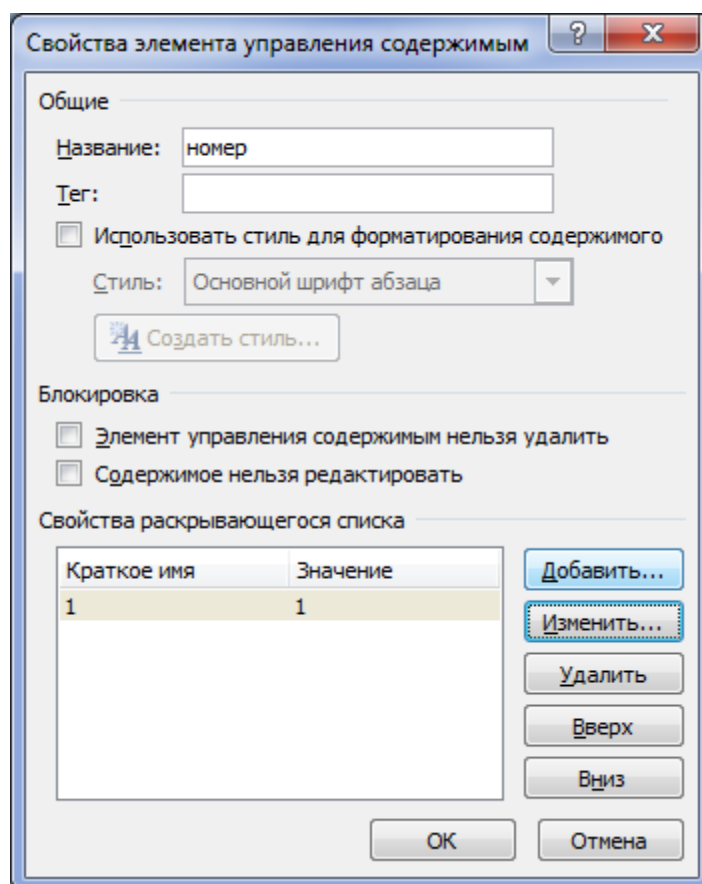 Свойства элемента управления содержимым
Общие
Название: номер
Тег:
Использовать стиль для форматирования содержимого
Стиль: Основной шрифт абзаца
Создать стиль...
Блокировка
Элемент управления содержимым нельзя удалить
Содержимое нельзя редактировать
Свойства раскрывающегося списка
Краткое имя Значение Добавить...
1 1
Изменить...
Удалить
Вверх
Вниз
ОК Отмена